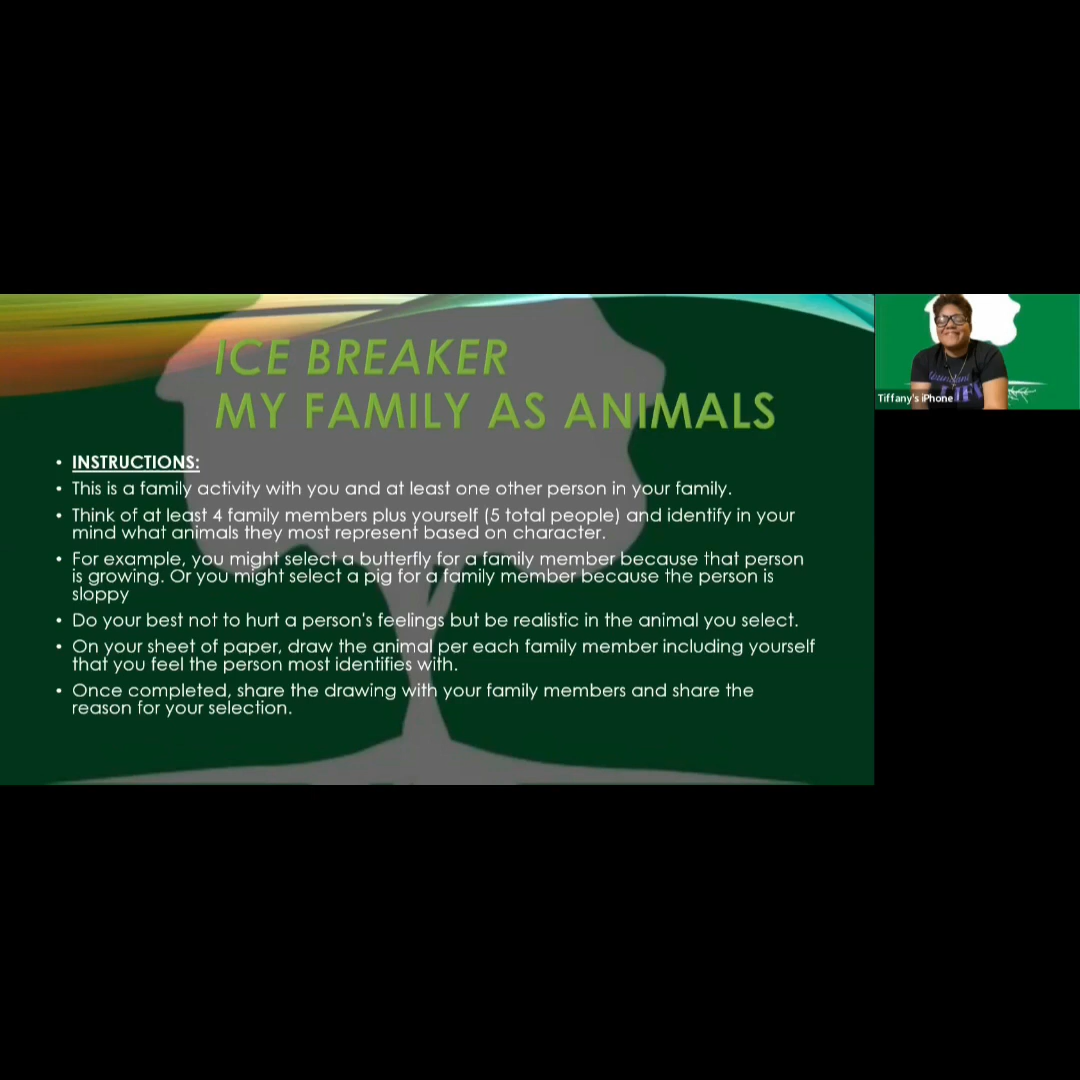 ICE BREAKER
MY FAMILY AS ANIMALS
• INSTRUCTIONS:
• This is a family activity with you and at least one other person in your family.
• Think of at least 4 family members plus yourself (5 total people) and identify in your
mind what animals they most represent based on character.
• For example, you might select a butterfly for a family member because that person
is growing. Or you might select a pig for a family member because the person is
sloppy
• Do your best not to hurt a person's feelings but be realistic in the animal you select.
• On your sheet of paper, draw the animal per each family member including yourself
that you feel the person most identifies with.
• Once completed, share the drawing with your family members and share the
reason for your selection.
Tiffany's iPhone